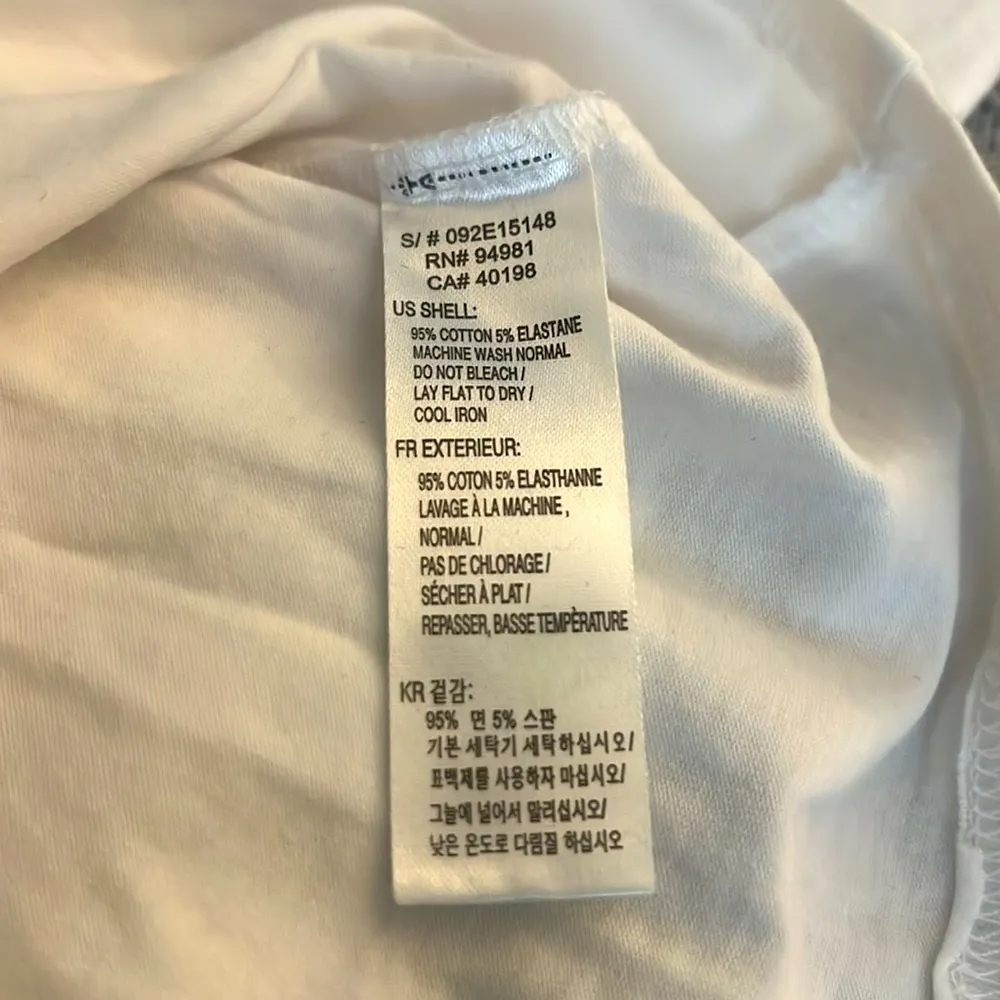 S/ # 092E15148
RN# 94981
CA# 40198
US SHELL:
95% COTTON 5% ELASTANE
MACHINE WASH NORMAL
DO NOT BLEACH /
LAY FLAT TO DRY /
COOL IRON
FR EXTERIEUR:
95% COTON 5% ELASTHANNE
LAVAGE À LA MACHINE ,
NORMAL /
PAS DE CHLORAGE /
SÉCHER À PLAT /
REPASSER, BASSE TEMPÈRATURE
KR 겉감:
95% 면 5% 스판
기본 세탁기 세탁하십시오/
표백제를 사용하자 마십시오/
그늘에 널어서 말리십시오/
낮은 온도로 다림질 하십시오